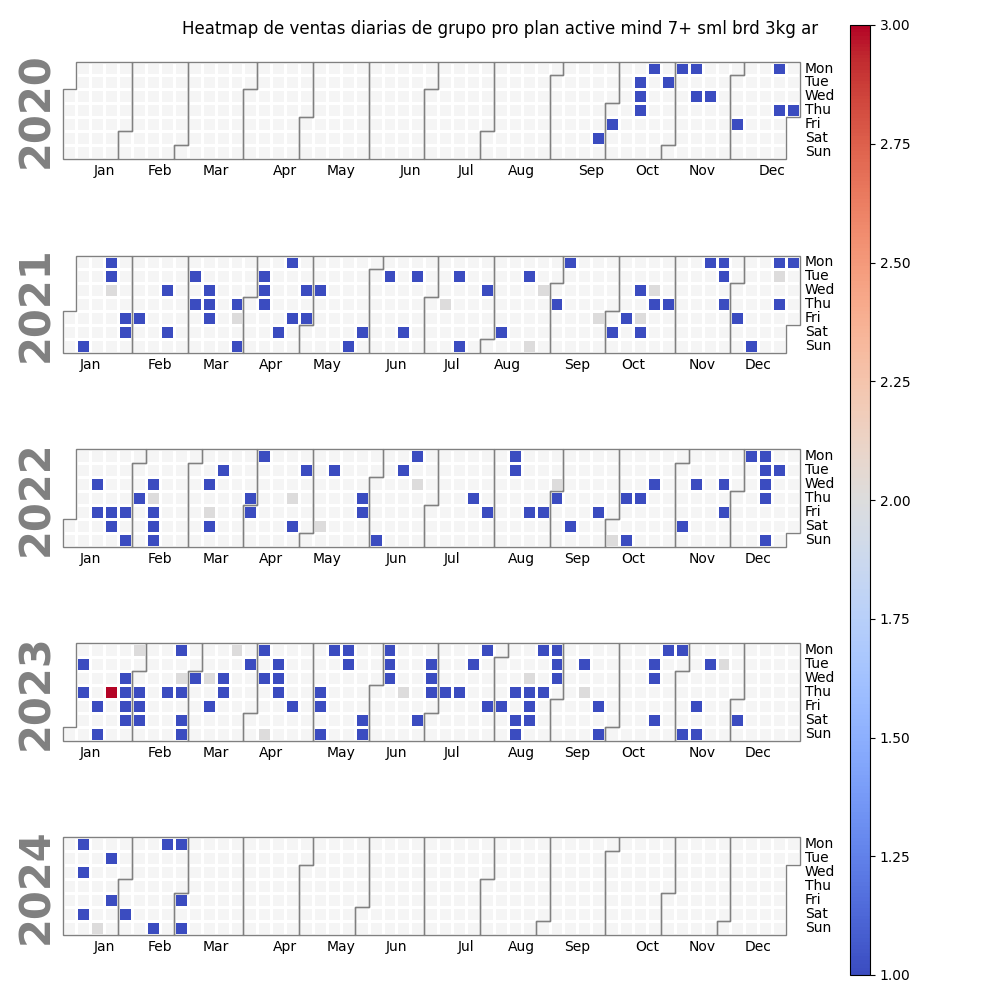 Heatmap de ventas diarias de grupo pro plan active mind 7+ sml brd 3kg ar
2020
Mon
Tue
Wed
Thu
Fri
Sat
Sun
Jan Feb Mar Apr May Jun Jul Aug Sep Oct Nov Dec
2021
Mon
Tue
Wed
Thu
Fri
Sat
Sun
Jan Feb Mar Apr May Jun Jul Aug Sep Oct Nov Dec
2022
Mon
Tue
Wed
Thu
Fri
Sat
Sun
Jan Feb Mar Apr May Jun Jul Aug Sep Oct Nov Dec
2023
Mon
Tue
Wed
Thu
Fri
Sat
Sun
Jan Feb Mar Apr May Jun Jul Aug Sep Oct Nov Dec
2024
Mon
Tue
Wed
Thu
Fri
Sat
Sun
Jan Feb Mar Apr May Jun Jul Aug Sep Oct Nov Dec
3.00
2.75
2.50
2.25
2.00
1.75
1.50
1.25
1.00